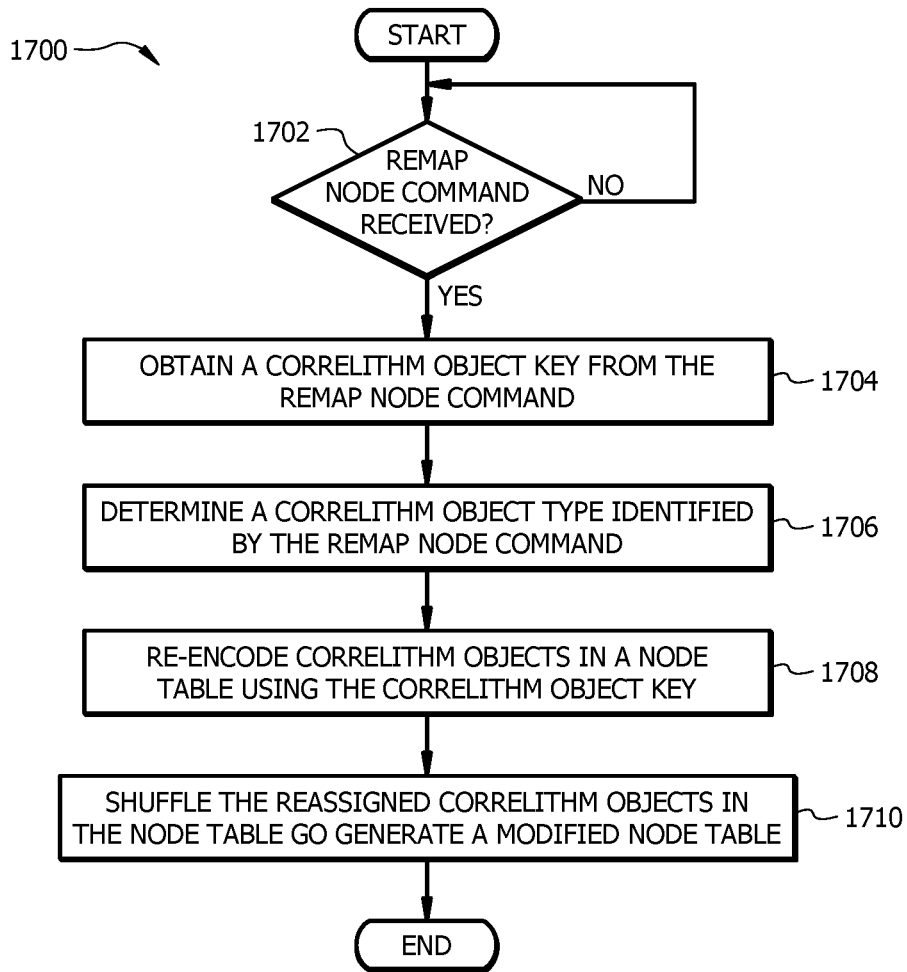 START
1700
1702
REMAP
NODE COMMAND
RECEIVED?
NO
YES
OBTAIN A CORRELITHM OBJECT KEY FROM THE
REMAP NODE COMMAND
1704
DETERMINE A CORRELITHM OBJECT TYPE IDENTIFIED
BY THE REMAP NODE COMMAND
1706
RE-ENCODE CORRELITHM OBJECTS IN A NODE
TABLE USING THE CORRELITHM OBJECT KEY
1708
SHUFFLE THE REASSIGNED CORRELITHM OBJECTS IN
THE NODE TABLE GO GENERATE A MODIFIED NODE TABLE
1710
END